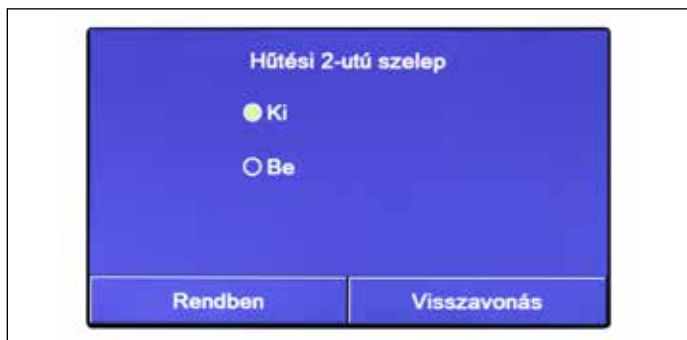 Hűtési 2-utú szelep
Ki
Be
Rendben
Visszavonás